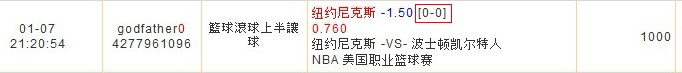 01-07
21:20:54
godfather0
4277961096
籃球滾球上半讓
球
纽约尼克斯 -1.50 [0-0]
0.760
纽约尼克斯 -VS- 波士顿凯尔特人
NBA 美国职业篮球赛
1000